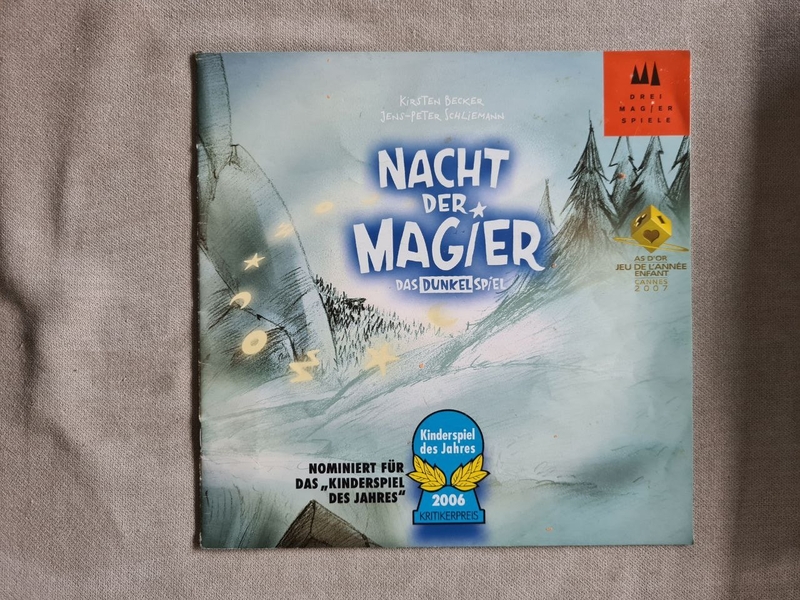 KIRSTEN BECKER
JENS-PETER SCHLIEMANN
DREI
MAGIER
SPIELE
NACHT
DER
MAGIER
DAS DUNKELSPIEL
AS D'OR
JEU DE L'ANNÉE
ENFANT
CANNES
2007
NOMINIERT FÜR
DAS „KINDERSPIEL
DES JAHRES“
Kinderspiel
des Jahres
2006
KRITIKERPREIS